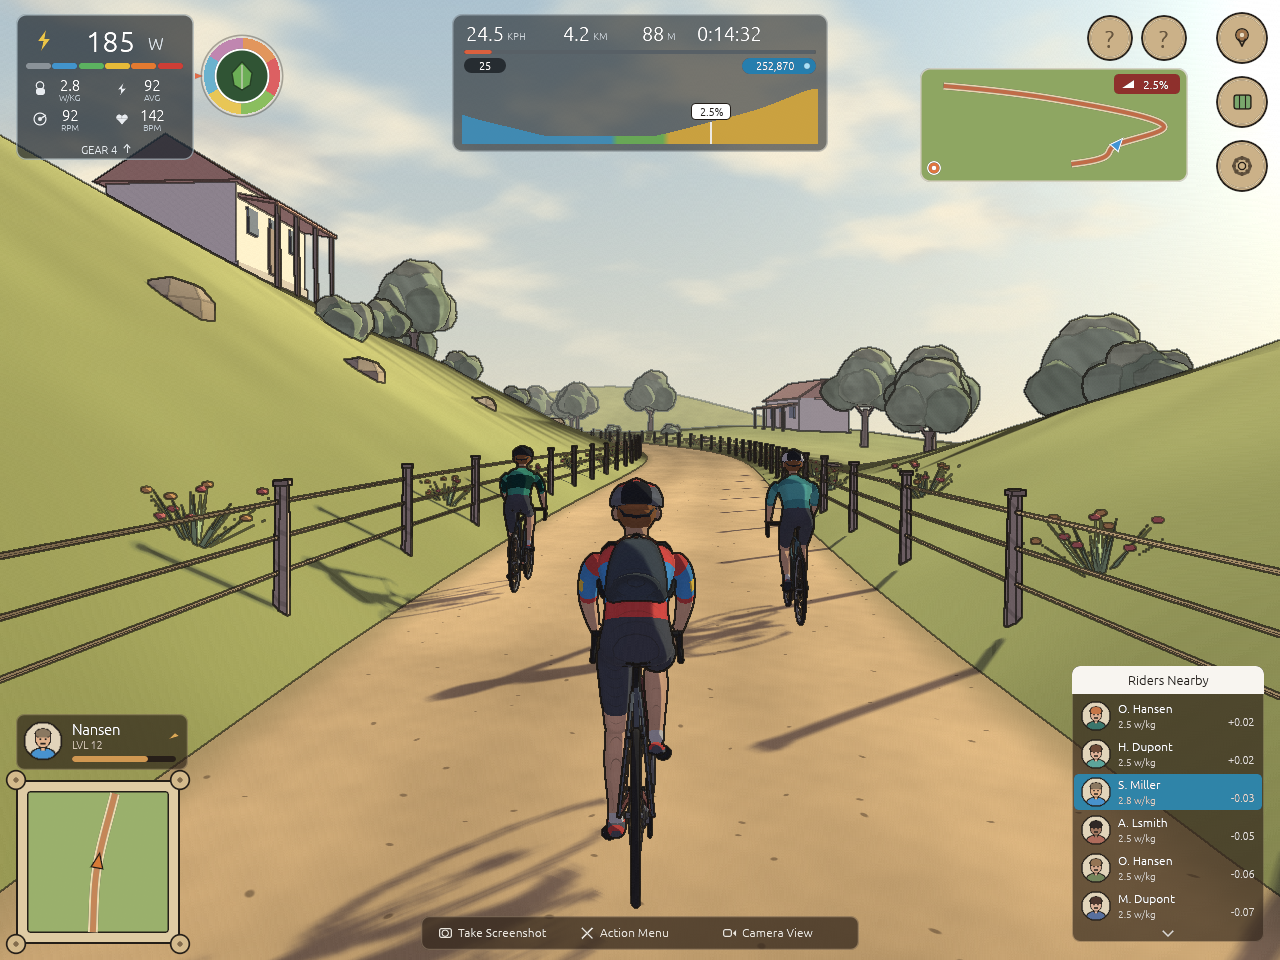 185 W
2.8
W/KG
92
AVG
92
RPM
142
BPM
GEAR 4
24.5 KPH
4.2 KM
88 M
0:14:32
25
252,870
2.5%
?
?
2.5%
Riders Nearby
O. Hansen
2.5 w/kg
+0.02
H. Dupont
2.5 w/kg
+0.02
S. Miller
2.8 w/kg
-0.03
A. Lsmith
2.5 w/kg
-0.05
O. Hansen
2.5 w/kg
-0.06
M. Dupont
2.5 w/kg
-0.07
Nansen
LVL 12
Take Screenshot
Action Menu
Camera View